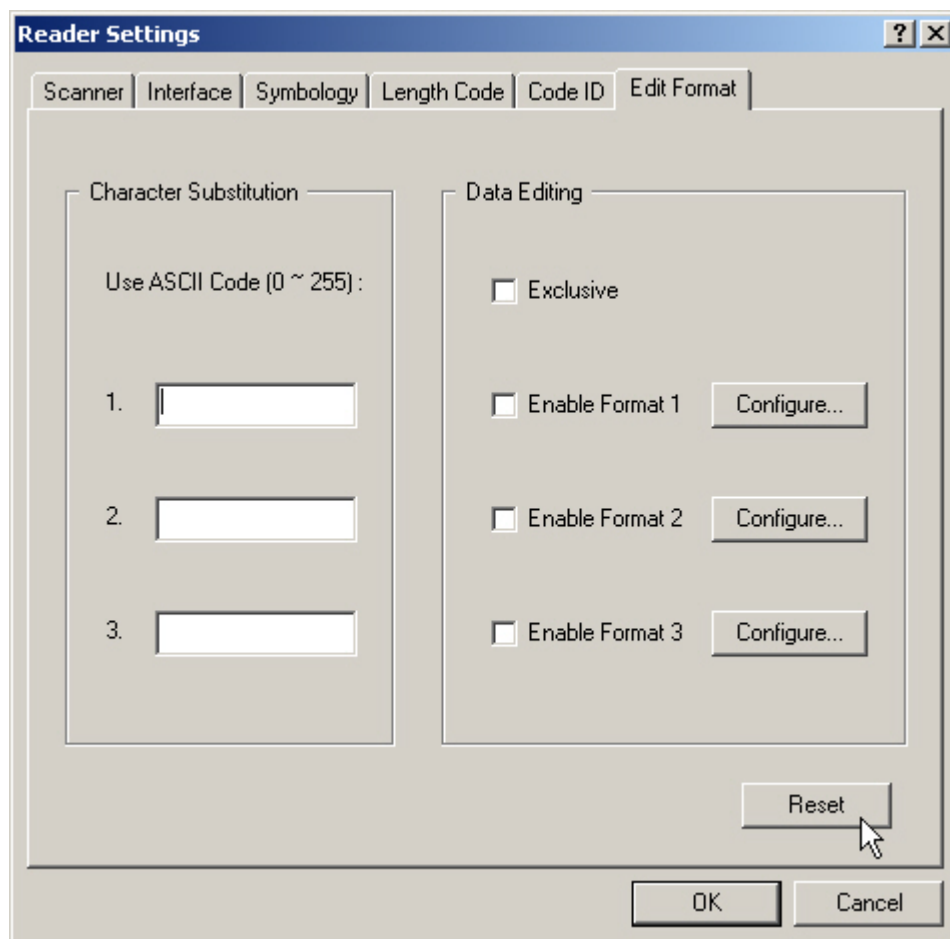 Reader Settings
Scanner Interface Symbology Length Code Code ID Edit Format
Character Substitution
Use ASCII Code (0 ~ 255) :
1.
2.
3.
Data Editing
Exclusive
Enable Format 1 Configure...
Enable Format 2 Configure...
Enable Format 3 Configure...
Reset
OK Cancel